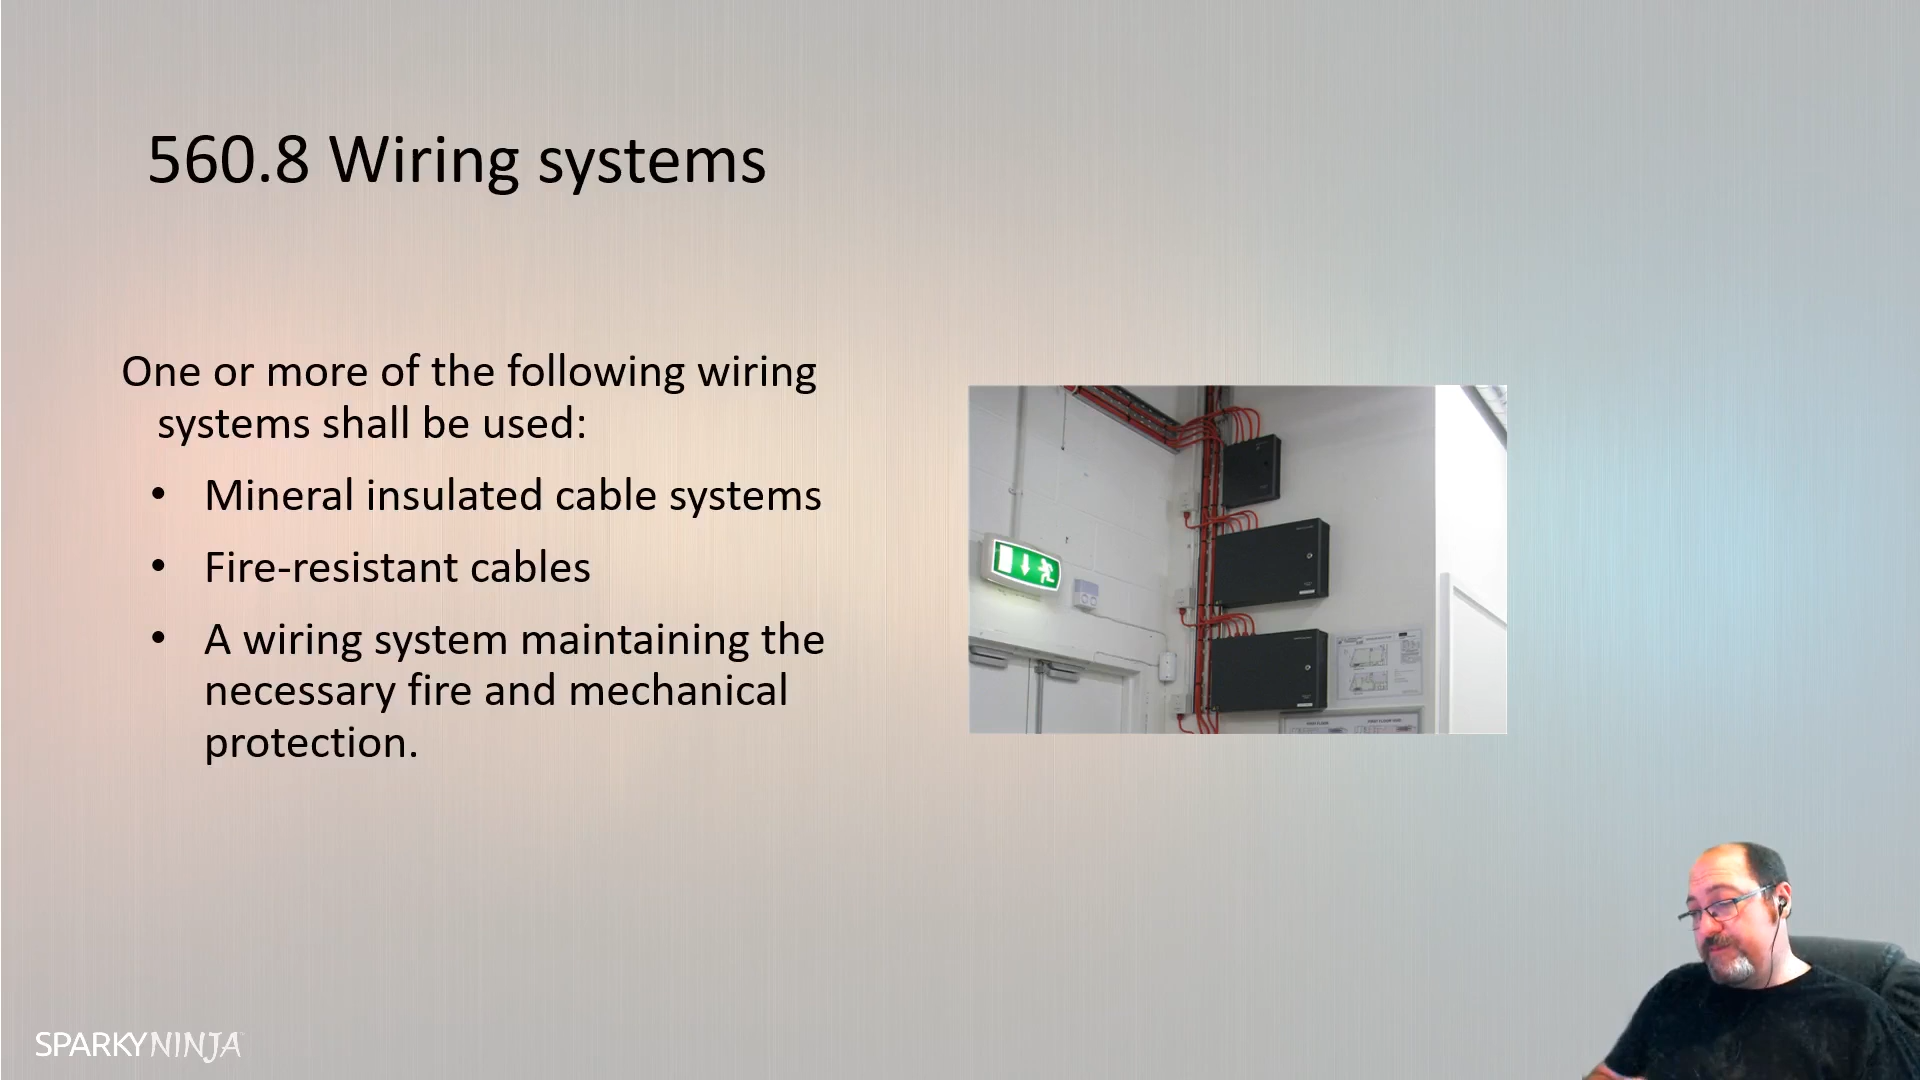 560.8 Wiring systems
One or more of the following wiring
systems shall be used:
• Mineral insulated cable systems
• Fire-resistant cables
• A wiring system maintaining the
necessary fire and mechanical
protection.
SPARKYNINJA